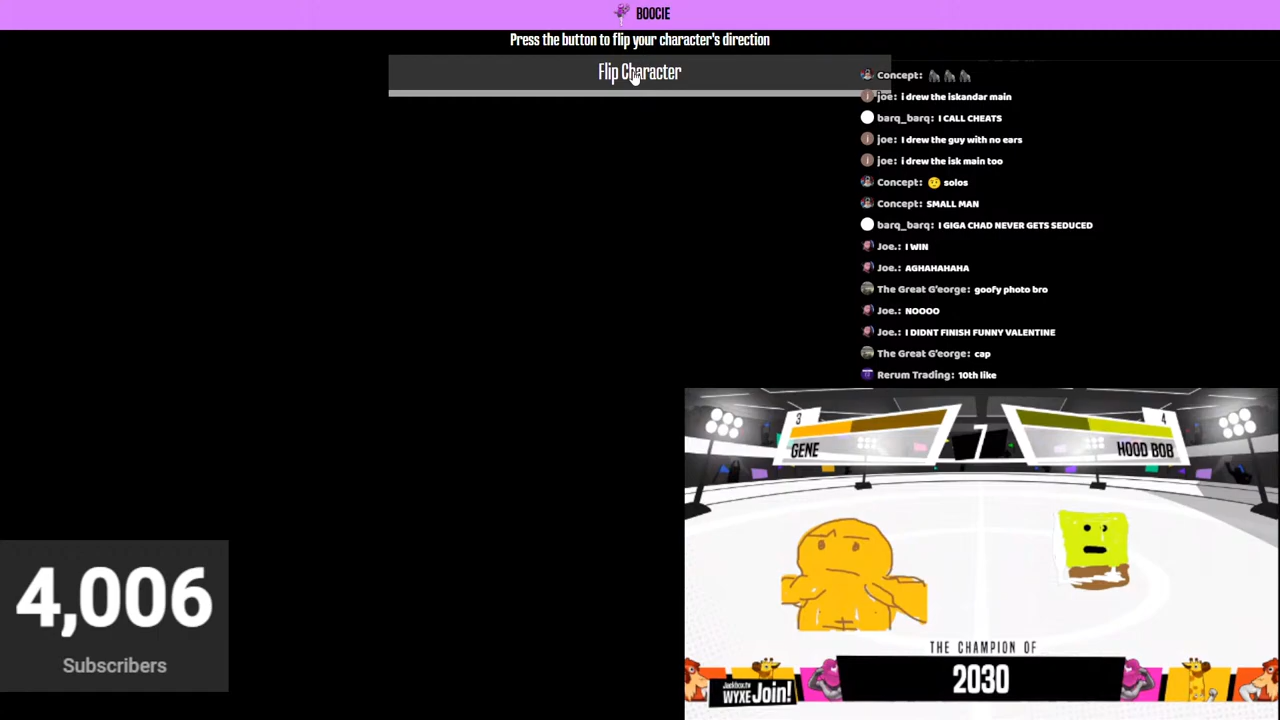 BOOCIE
Press the button to flip your character's direction
Flip Character
Concept: 🦍 🦍 🦍
joe: i drew the iskandar main
barq_barq: I CALL CHEATS
joe: I drew the guy with no ears
joe: i drew the isk main too
Concept: 🤨 solos
Concept: SMALL MAN
barq_barq: I GIGA CHAD NEVER GETS SEDUCED
Joe.: I WIN
Joe.: AGHAHAHAHA
The Great G'eorge: goofy photo bro
Joe.: NOOOO
Joe.: I DIDNT FINISH FUNNY VALENTINE
The Great G'eorge: cap
Rerum Trading: 10th like
3
4
GENE
7
HOOD BOB
THE CHAMPION OF
2030
Jackbox.tv
WYXE Join!
4,006
Subscribers